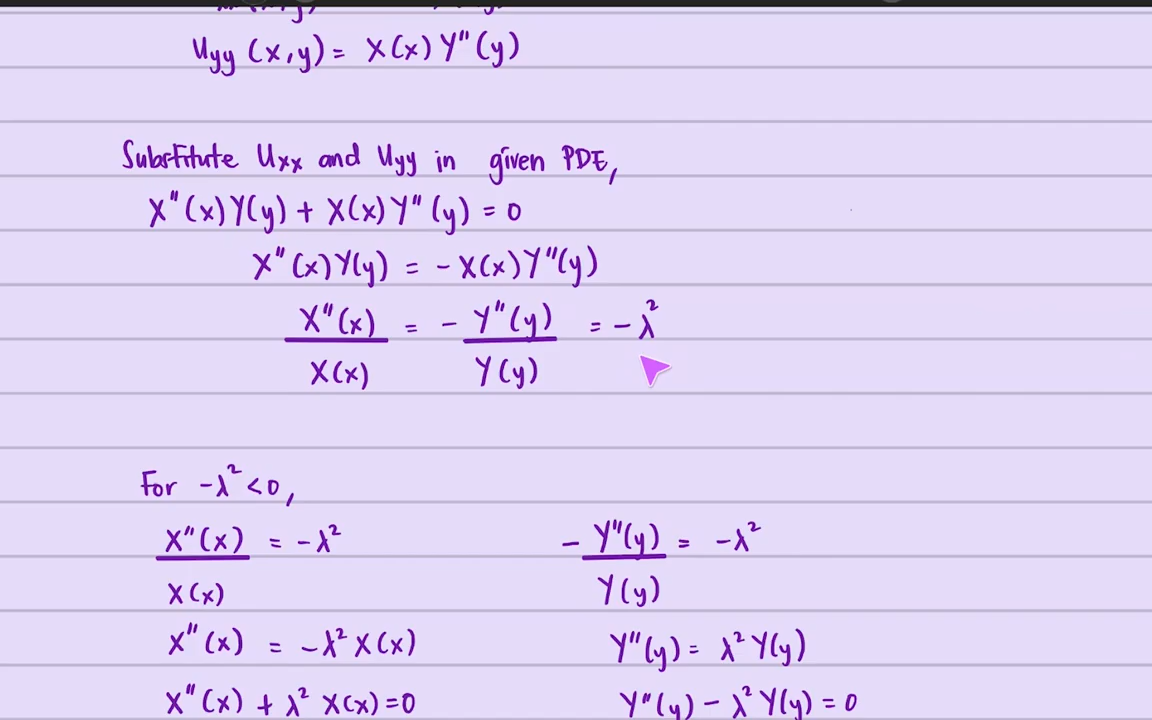 Uyy (x,y) = X(x) Y"(y)
Substitute Uxx and Uyy in given PDE,
X"(x)Y(y) + X(x)Y"(y) = 0
X"(x)Y(y) = - X(x)Y"(y)
X"(x)/X(x) = - Y"(y)/Y(y) = -λ²
For -λ² < 0,
X"(x)/X(x) = -λ²
- Y"(y)/Y(y) = -λ²
X"(x) = -λ² X(x)
Y"(y) = λ² Y(y)
X"(x) + λ² X(x) = 0
Y"(y) - λ² Y(y) = 0